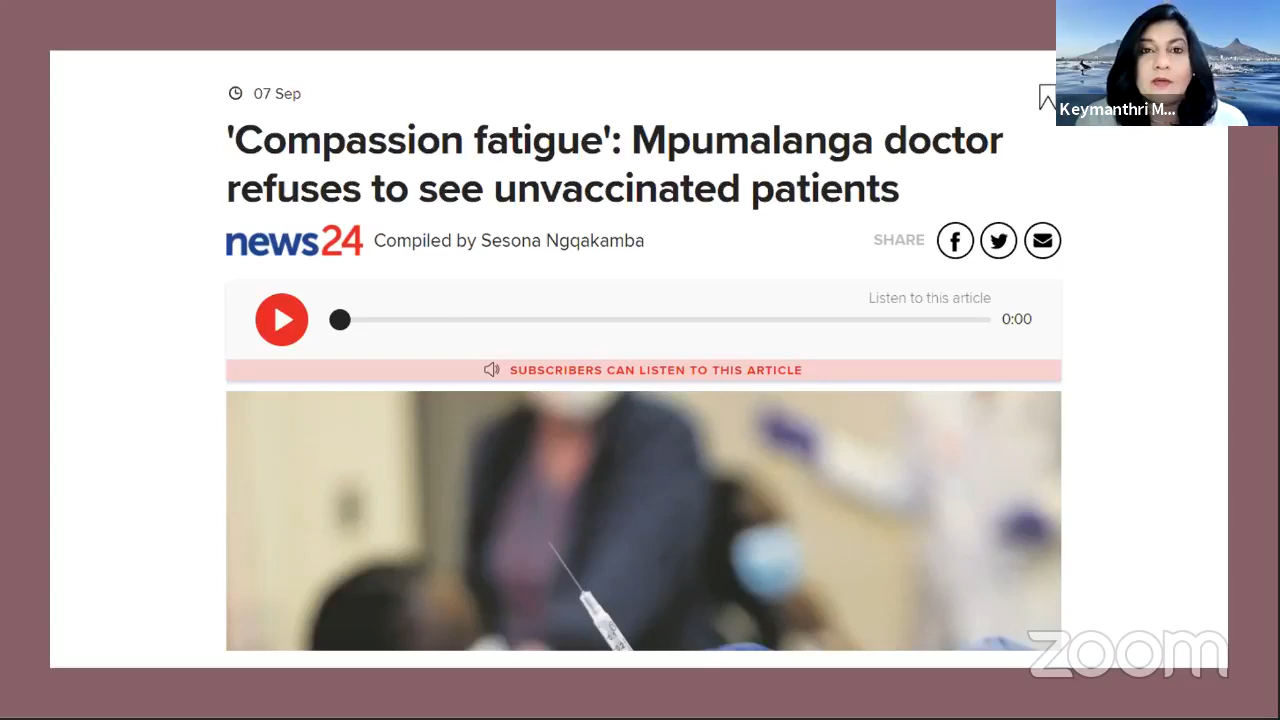 07 Sep
Keymanthri M...
'Compassion fatigue': Mpumalanga doctor
refuses to see unvaccinated patients
news24 Compiled by Sesona Ngqakamba
SHARE
Listen to this article
0:00
SUBSCRIBERS CAN LISTEN TO THIS ARTICLE
zoom